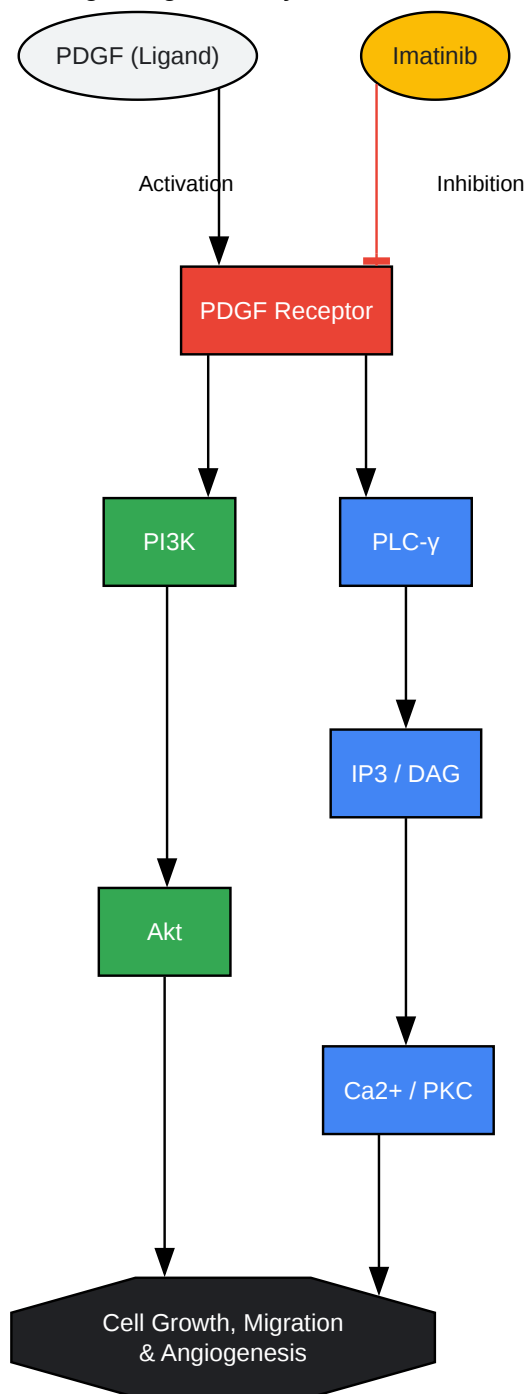 PDGF (Ligand)
Imatinib
Activation
Inhibition
PDGF Receptor
PI3K
PLC-γ
IP3 / DAG
Akt
Ca2+ / PKC
Cell Growth, Migration
& Angiogenesis